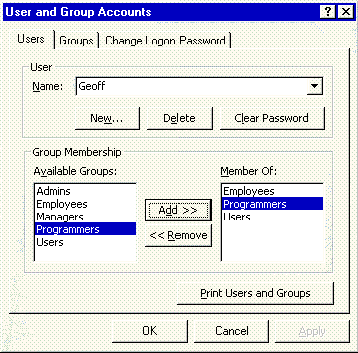 User and Group Accounts
Users Groups Change Logon Password
User
Name: Geoff
New... Delete Clear Password
Group Membership
Available Groups: Member Of:
Admins
Employees
Managers
Programmers
Users
Add >>
<< Remove
Employees
Programmers
Users
Print Users and Groups
OK Cancel Apply